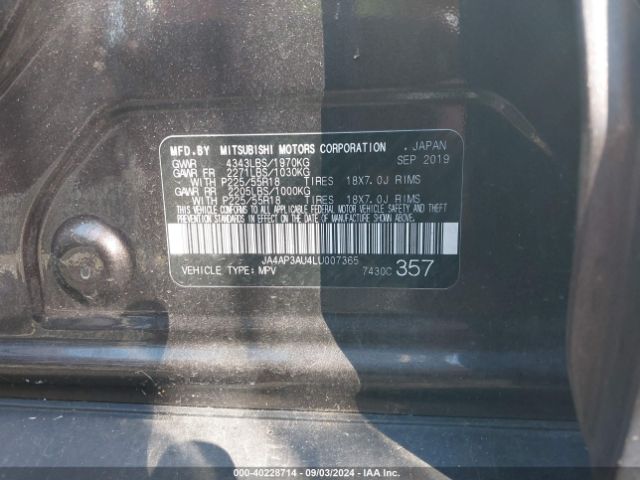 MFD.BY MITSUBISHI MOTORS CORPORATION . JAPAN
GVWR 4343LBS/1970KG SEP 2019
GAWR FR 2271LBS/1030KG
WITH P225/55R18 TIRES 18X7.0J RIMS
GAWR RR 2205LBS/1000KG
WITH P225/55R18 TIRES 18X7.0J RIMS
THIS VEHICLE CONFORMS TO ALL APPLICABLE FEDERAL MOTOR VEHICLE SAFETY AND
THEFT PREVENTION STANDARDS IN EFFECT ON THE DATE OF MANUFACTURE SHOWN ABOVE.
JA4AP3AU4LU007365
VEHICLE TYPE: MPV 7430C 357
000-40228714 - 09/03/2024 - IAA Inc.